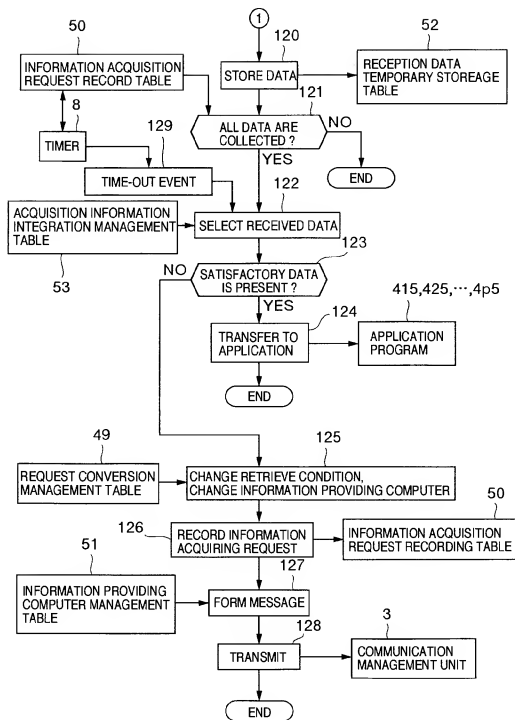 1
50
120
52
INFORMATION ACQUISITION
REQUEST RECORD TABLE
STORE DATA
RECEPTION DATA
TEMPORARY STOREAGE
TABLE
121
8
ALL DATA ARE
COLLECTED ?
NO
TIMER
129
YES
END
TIME-OUT EVENT
122
ACQUISITION INFORMATION
INTEGRATION MANAGEMENT
TABLE
SELECT RECEIVED DATA
53
123
NO
SATISFACTORY DATA
IS PRESENT ?
415,425, ···,4p5
YES
124
TRANSFER TO
APPLICATION
APPLICATION
PROGRAM
END
49
125
REQUEST CONVERSION
MANAGEMENT TABLE
CHANGE RETRIEVE CONDITION,
CHANGE INFORMATION PROVIDING COMPUTER
50
126
RECORD INFORMATION
ACQUIRING REQUEST
INFORMATION ACQUISITION
REQUEST RECORDING TABLE
51
127
INFORMATION PROVIDING
COMPUTER MANAGEMENT
TABLE
FORM MESSAGE
128
3
TRANSMIT
COMMUNICATION
MANAGEMENT UNIT
END